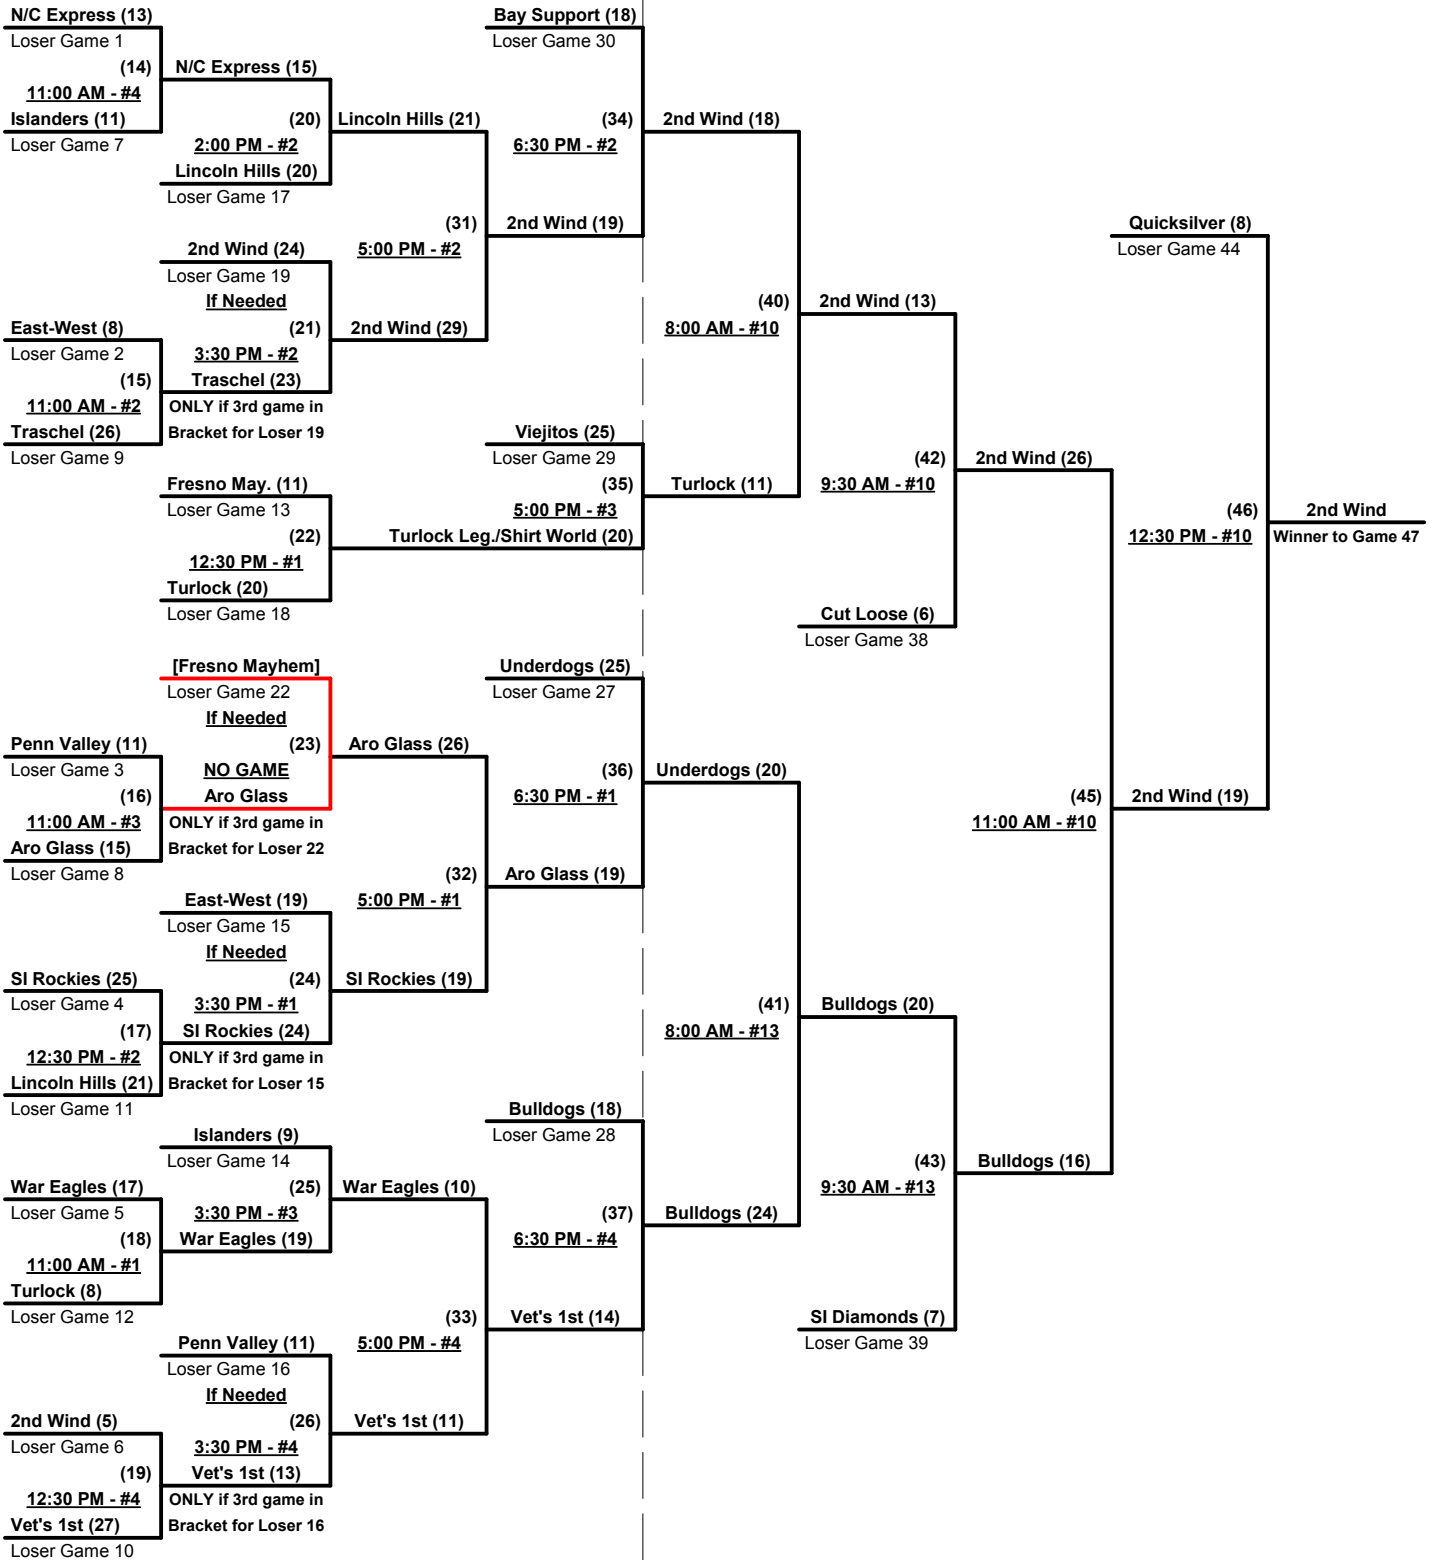 N/C Express (13)
Loser Game 1
(14)
11:00 AM - #4
Islanders (11)
Loser Game 7
N/C Express (15)
(20)
2:00 PM - #2
Lincoln Hills (20)
Loser Game 17
Lincoln Hills (21)
2nd Wind (24)
Loser Game 19
If Needed
(21)
3:30 PM - #2
Traschel (23)
ONLY if 3rd game in
Bracket for Loser 19
East-West (8)
Loser Game 2
(15)
11:00 AM - #2
Traschel (26)
Loser Game 9
2nd Wind (29)
(31)
5:00 PM - #2
Bay Support (18)
Loser Game 30
(34)
6:30 PM - #2
2nd Wind (19)
2nd Wind (18)
Fresno May. (11)
Loser Game 13
(22)
12:30 PM - #1
Turlock (20)
Loser Game 18
Viejitos (25)
Loser Game 29
(35)
5:00 PM - #3
Turlock Leg./Shirt World (20)
Turlock (11)
(40)
8:00 AM - #10
2nd Wind (13)
(42)
9:30 AM - #10
Cut Loose (6)
Loser Game 38
2nd Wind (26)
[Fresno Mayhem]
Loser Game 22
If Needed
(23)
NO GAME
Aro Glass
ONLY if 3rd game in
Bracket for Loser 22
Penn Valley (11)
Loser Game 3
(16)
11:00 AM - #3
Aro Glass (15)
Loser Game 8
Aro Glass (26)
(32)
5:00 PM - #1
East-West (19)
Loser Game 15
If Needed
(24)
3:30 PM - #1
SI Rockies (24)
ONLY if 3rd game in
Bracket for Loser 15
SI Rockies (25)
Loser Game 4
(17)
12:30 PM - #2
Lincoln Hills (21)
Loser Game 11
SI Rockies (19)
Underdogs (25)
Loser Game 27
(36)
6:30 PM - #1
Aro Glass (19)
Underdogs (20)
(41)
8:00 AM - #13
Islanders (9)
Loser Game 14
(25)
3:30 PM - #3
War Eagles (19)
War Eagles (17)
Loser Game 5
(18)
11:00 AM - #1
Turlock (8)
Loser Game 12
War Eagles (10)
(33)
5:00 PM - #4
Penn Valley (11)
Loser Game 16
If Needed
(26)
3:30 PM - #4
Vet's 1st (13)
ONLY if 3rd game in
Bracket for Loser 16
2nd Wind (5)
Loser Game 6
(19)
12:30 PM - #4
Vet's 1st (27)
Loser Game 10
Vet's 1st (11)
Bulldogs (18)
Loser Game 28
(37)
6:30 PM - #4
Vet's 1st (14)
Bulldogs (24)
Bulldogs (20)
(43)
9:30 AM - #13
SI Diamonds (7)
Loser Game 39
Bulldogs (16)
(45)
11:00 AM - #10
2nd Wind (19)
Quicksilver (8)
Loser Game 44
(46)
12:30 PM - #10
2nd Wind
Winner to Game 47